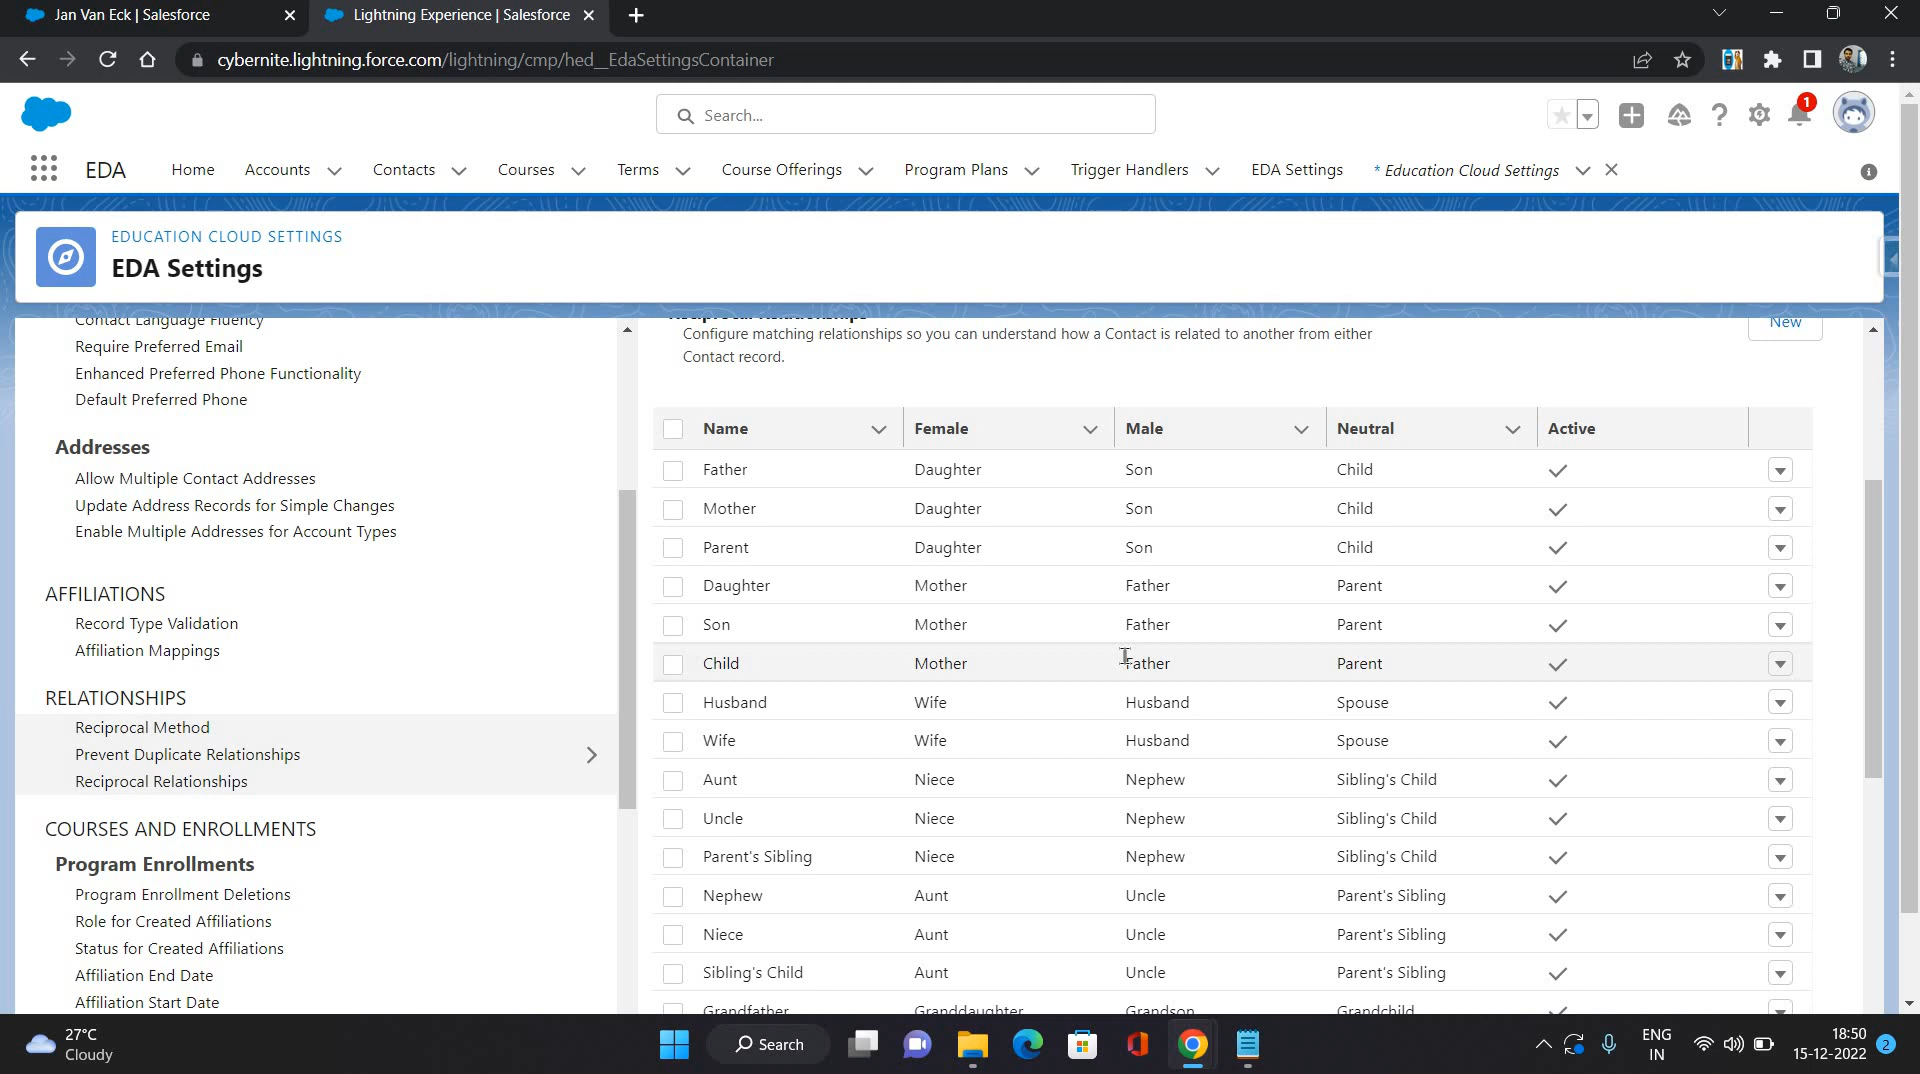 Jan Van Eck | Salesforce
Lightning Experience | Salesforce
cybernite.lightning.force.com/lightning/cmp/hed__EdaSettingsContainer
Search...
1
EDA
Home
Accounts
Contacts
Courses
Terms
Course Offerings
Program Plans
Trigger Handlers
EDA Settings
* Education Cloud Settings
EDUCATION CLOUD SETTINGS
EDA Settings
Contact Language Fluency
Require Preferred Email
Enhanced Preferred Phone Functionality
Default Preferred Phone
Addresses
Allow Multiple Contact Addresses
Update Address Records for Simple Changes
Enable Multiple Addresses for Account Types
AFFILIATIONS
Record Type Validation
Affiliation Mappings
RELATIONSHIPS
Reciprocal Method
Prevent Duplicate Relationships
Reciprocal Relationships
COURSES AND ENROLLMENTS
Program Enrollments
Program Enrollment Deletions
Role for Created Affiliations
Status for Created Affiliations
Affiliation End Date
Affiliation Start Date
Reciprocal Relationships
New
Configure matching relationships so you can understand how a Contact is related to another from either
Contact record.
Name Female Male Neutral Active
Father Daughter Son Child
Mother Daughter Son Child
Parent Daughter Son Child
Daughter Mother Father Parent
Son Mother Father Parent
Child Mother Father Parent
Husband Wife Husband Spouse
Wife Wife Husband Spouse
Aunt Niece Nephew Sibling's Child
Uncle Niece Nephew Sibling's Child
Parent's Sibling Niece Nephew Sibling's Child
Nephew Aunt Uncle Parent's Sibling
Niece Aunt Uncle Parent's Sibling
Sibling's Child Aunt Uncle Parent's Sibling
Grandfather Granddaughter Grandson Grandchild
27°C
Cloudy
Search
ENG
IN
18:50
15-12-2022
2